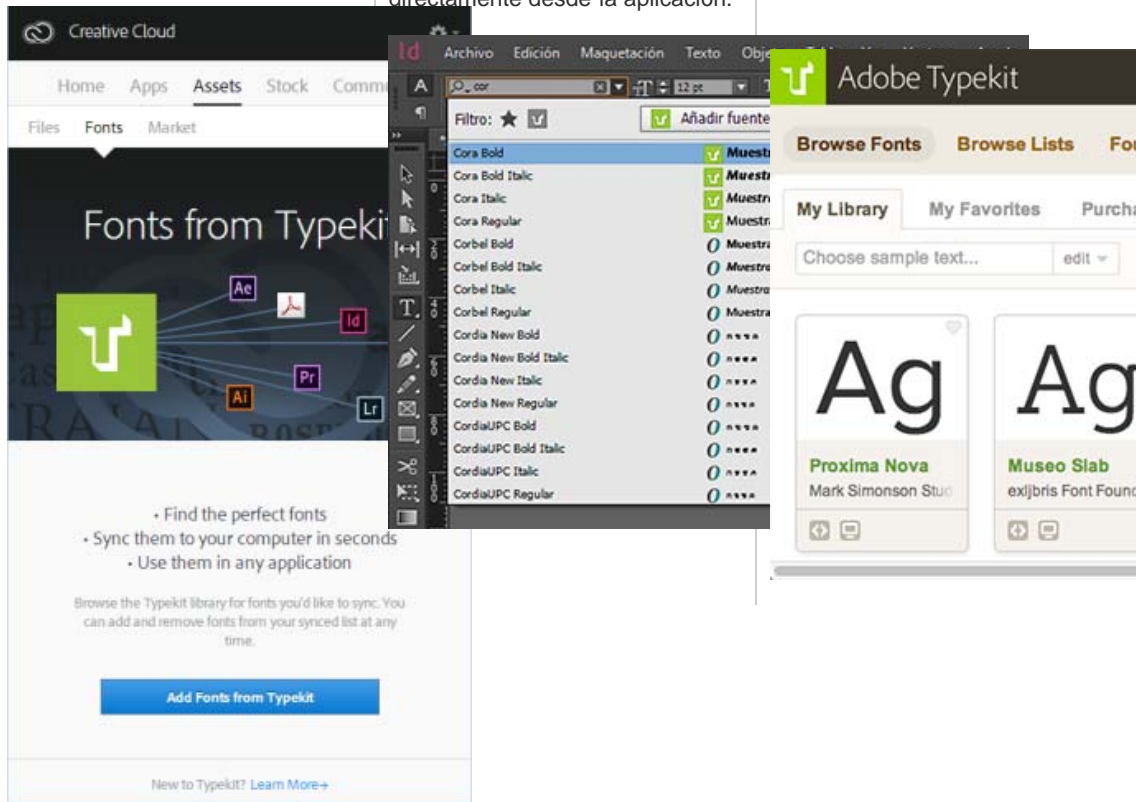 directamente desde la aplicación.
Creative Cloud
Home Apps Assets Stock
Files Fonts Market
Fonts from Typekit
Ae
Id
Pr
Ai
Lr
• Find the perfect fonts
• Sync them to your computer in seconds
• Use them in any application
Browse the Typekit library for fonts you'd like to sync. You
can add and remove fonts from your synced list at any
time.
Add Fonts from Typekit
New to Typekit? Learn More→
Id Archivo Edición Maquetación Texto
A cor 12 pt
Filtro: Añadir fuente
Cora Bold
Cora Bold Italic
Cora Italic
Cora Regular
Corbel Bold
Corbel Bold Italic
Corbel Italic
Corbel Regular Muestra
Cordia New Bold
Cordia New Bold Italic
Cordia New Italic
Cordia New Regular
CordiaUPC Bold
CordiaUPC Bold Italic
CordiaUPC Italic
CordiaUPC Regular
Adobe Typekit
Browse Fonts Browse Lists
My Library My Favorites
Choose sample text... edit
Ag Ag
Proxima Nova Museo Slab
Mark Simonson exljbris Font